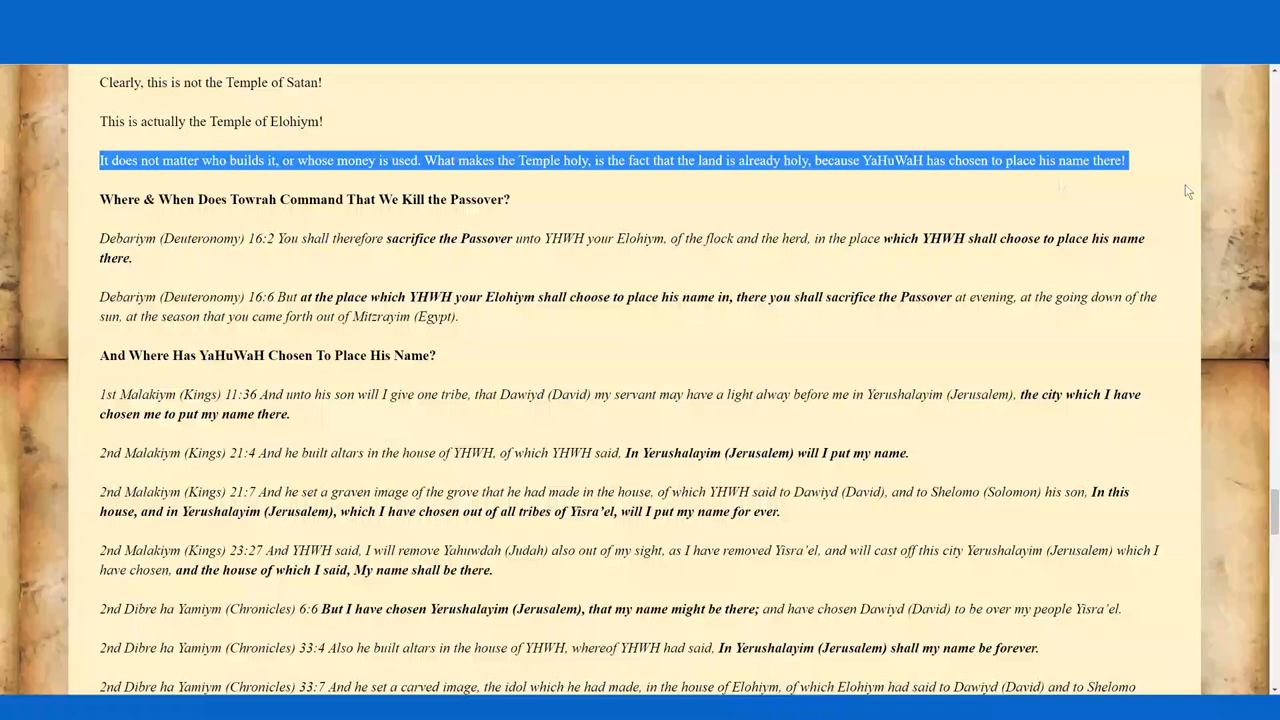 Clearly, this is not the Temple of Satan!
This is actually the Temple of Elohiym!
It does not matter who builds it, or whose money is used. What makes the Temple holy, is the fact that the land is already holy, because YaHuWaH has chosen to place his name there!
Where & When Does Towrah Command That We Kill the Passover?
Debariym (Deuteronomy) 16:2 You shall therefore sacrifice the Passover unto YHWH your Elohiym, of the flock and the herd, in the place which YHWH shall choose to place his name
there.
Debariym (Deuteronomy) 16:6 But at the place which YHWH your Elohiym shall choose to place his name in, there you shall sacrifice the Passover at evening, at the going down of the
sun, at the season that you came forth out of Mitzrayim (Egypt).
And Where Has YaHuWaH Chosen To Place His Name?
1st Malakiym (Kings) 11:36 And unto his son will I give one tribe, that Dawiyd (David) my servant may have a light alway before me in Yerushalayim (Jerusalem), the city which I have
chosen me to put my name there.
2nd Malakiym (Kings) 21:4 And he built altars in the house of YHWH, of which YHWH said, In Yerushalayim (Jerusalem) will I put my name.
2nd Malakiym (Kings) 21:7 And he set a graven image of the grove that he had made in the house, of which YHWH said to Dawiyd (David), and to Shelomo (Solomon) his son, In this
house, and in Yerushalayim (Jerusalem), which I have chosen out of all tribes of Yisra’el, will I put my name for ever.
2nd Malakiym (Kings) 23:27 And YHWH said, I will remove Yahuwdah (Judah) also out of my sight, as I have removed Yisra’el, and will cast off this city Yerushalayim (Jerusalem) which I
have chosen, and the house of which I said, My name shall be there.
2nd Dibre ha Yamiym (Chronicles) 6:6 But I have chosen Yerushalayim (Jerusalem), that my name might be there; and have chosen Dawiyd (David) to be over my people Yisra’el.
2nd Dibre ha Yamiym (Chronicles) 33:4 Also he built altars in the house of YHWH, whereof YHWH had said, In Yerushalayim (Jerusalem) shall my name be forever.
2nd Dibre ha Yamiym (Chronicles) 33:7 And he set a carved image, the idol which he had made, in the house of Elohiym, of which Elohiym had said to Dawiyd (David) and to Shelomo